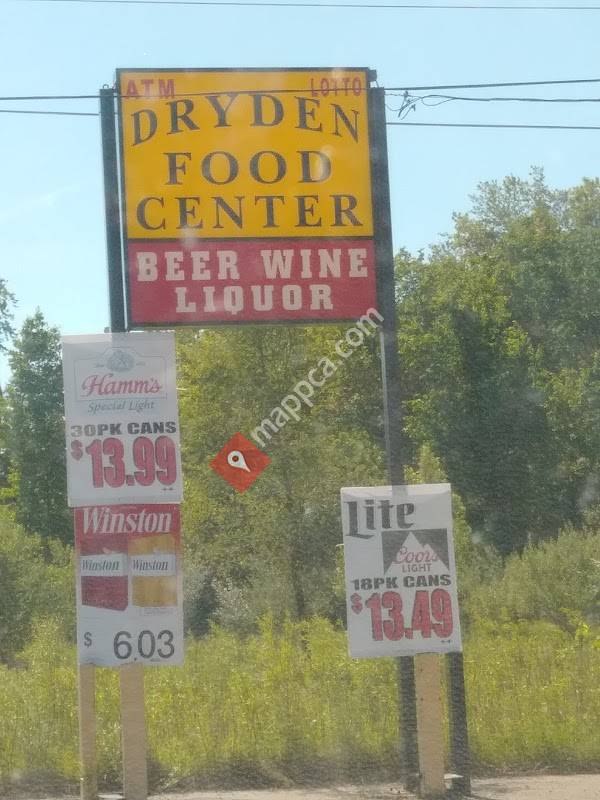 ATM LOTTO
DRYDEN
FOOD
CENTER
BEER WINE
LIQUOR
Hamm's
Special Light
30PK CANS
$13.99
Winston
Winston Winston
$ 6.03
Lite
Coors
LIGHT
18PK CANS
$13.49
mappca.com